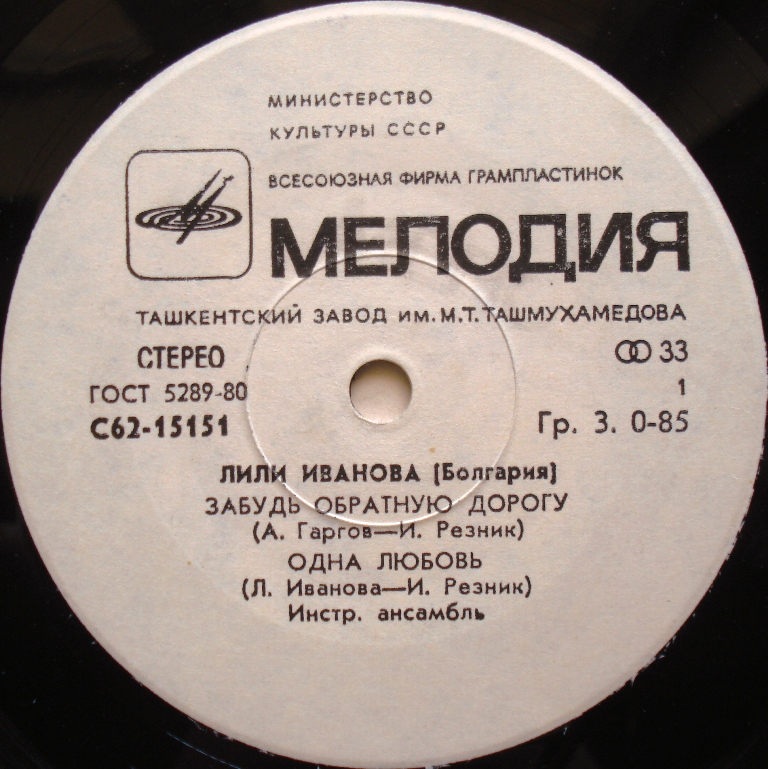 МИНИСТЕРСТВО
КУЛЬТУРЫ СССР
ВСЕСОЮЗНАЯ ФИРМА ГРАМПЛАСТИНОК
МЕЛОДИЯ
ТАШКЕНТСКИЙ ЗАВОД ИМ. М.Т. ТАШМУХАМЕДОВА
СТЕРЕО 33
ГОСТ 5289-80 1
С62-15151 Гр. 3. 0-85
ЛИЛИ ИВАНОВА [Болгария]
ЗАБУДЬ ОБРАТНУЮ ДОРОГУ
(А. Гаргов—И. Резник)
ОДНА ЛЮБОВЬ
(Л. Иванова—И. Резник)
Инстр. ансамбль